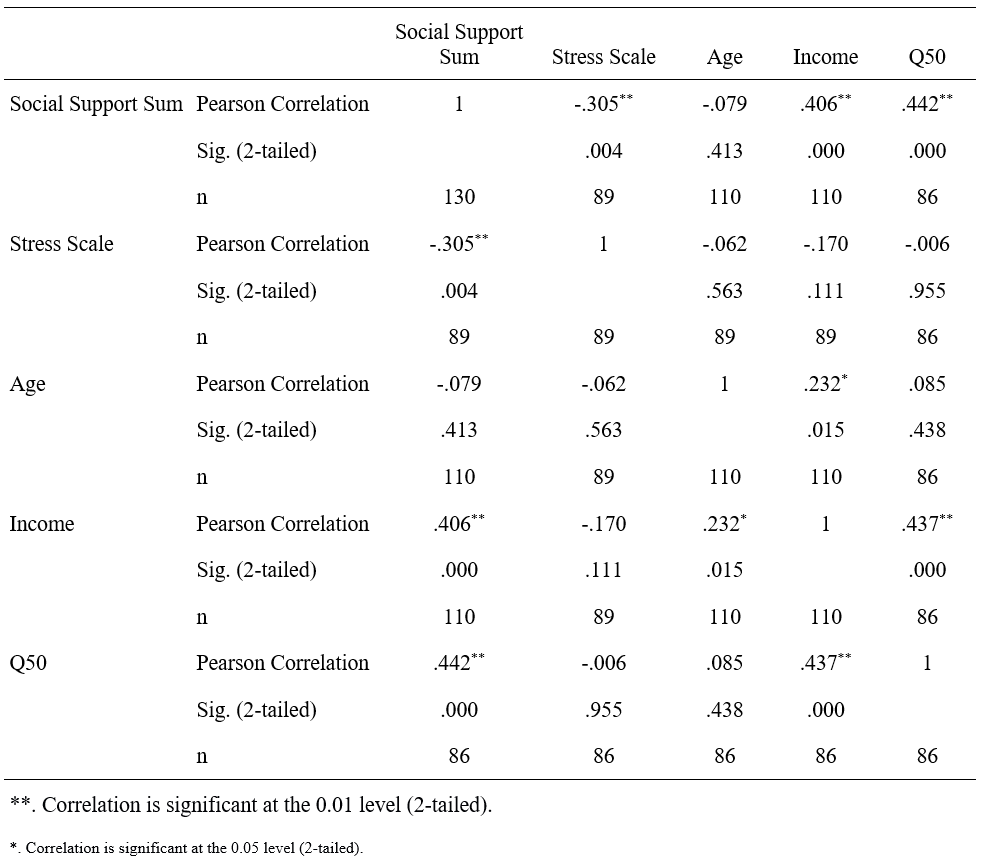 Social Support
Sum Stress Scale Age Income Q50
Social Support Sum Pearson Correlation 1 -.305** -.079 .406** .442**
Sig. (2-tailed) .004 .413 .000 .000
n 130 89 110 110 86
Stress Scale Pearson Correlation -.305** 1 -.062 -.170 -.006
Sig. (2-tailed) .004 .563 .111 .955
n 89 89 89 89 86
Age Pearson Correlation -.079 -.062 1 .232* .085
Sig. (2-tailed) .413 .563 .015 .438
n 110 89 110 110 86
Income Pearson Correlation .406** -.170 .232* 1 .437**
Sig. (2-tailed) .000 .111 .015 .000
n 110 89 110 110 86
Q50 Pearson Correlation .442** -.006 .085 .437** 1
Sig. (2-tailed) .000 .955 .438 .000
n 86 86 86 86 86
**. Correlation is significant at the 0.01 level (2-tailed).
*. Correlation is significant at the 0.05 level (2-tailed).